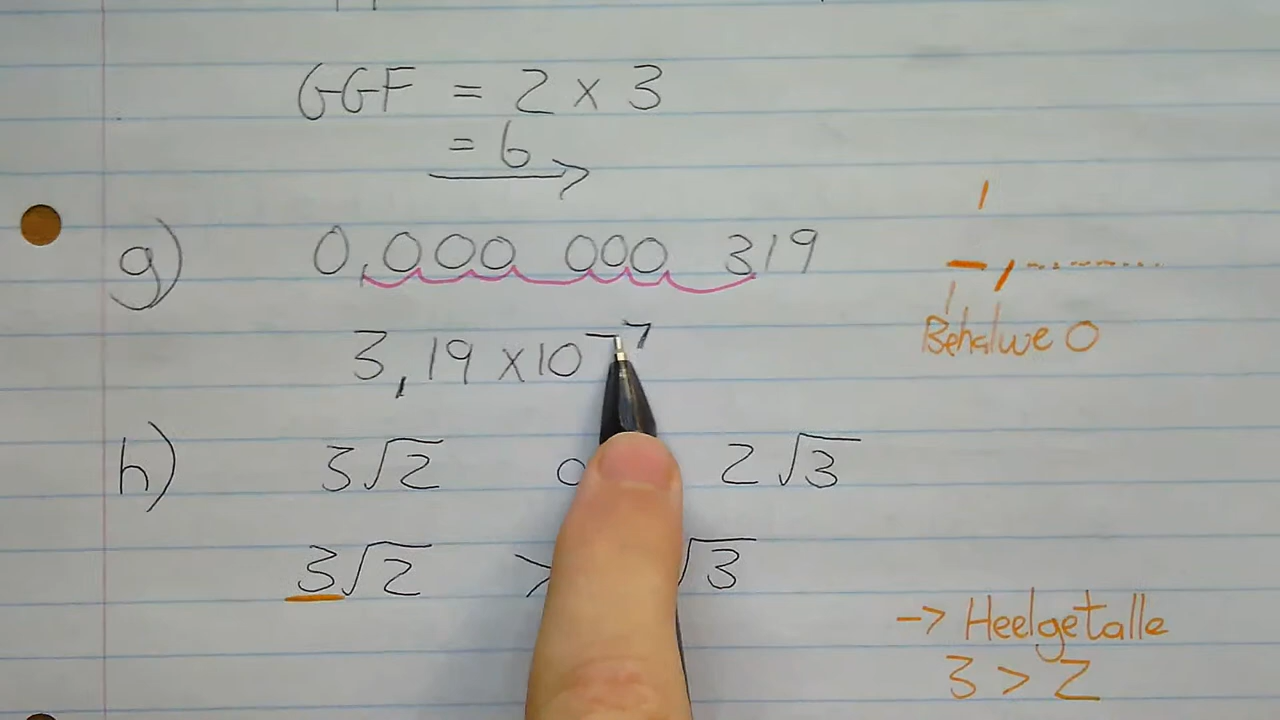 GGF = 2 × 3
= 6
g) 0,000 000 319
3,19 × 10⁻⁷
Behalwe 0
h) 3√2 2√3
3√2 > √3
-> Heelgetalle
3 > 2